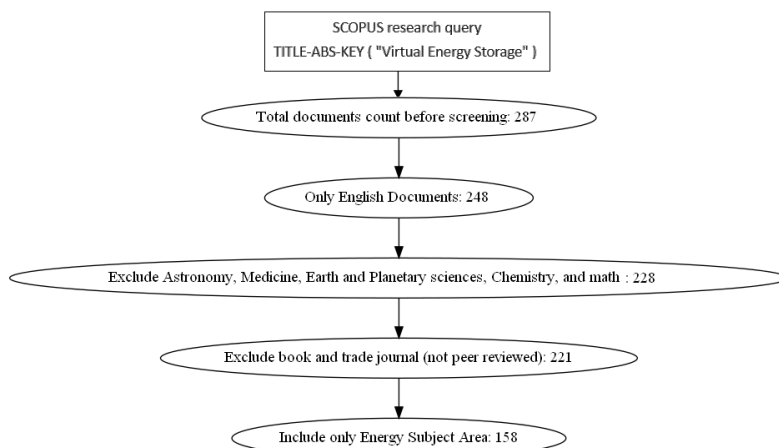 SCOPUS research query
TITLE-ABS-KEY ( "Virtual Energy Storage" )
Total documents count before screening: 287
Only English Documents: 248
Exclude Astronomy, Medicine, Earth and Planetary sciences, Chemistry, and math : 228
Exclude book and trade journal (not peer reviewed): 221
Include only Energy Subject Area: 158